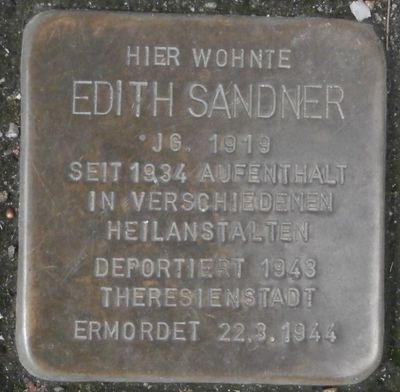 HIER WOHNTE
EDITH SANDNER
JG. 1919
SEIT 1934 AUFENTHALT
IN VERSCHIEDENEN
HEILANSTALTEN
DEPORTIERT 1943
THERESIENSTADT
ERMORDET 22.3.1944